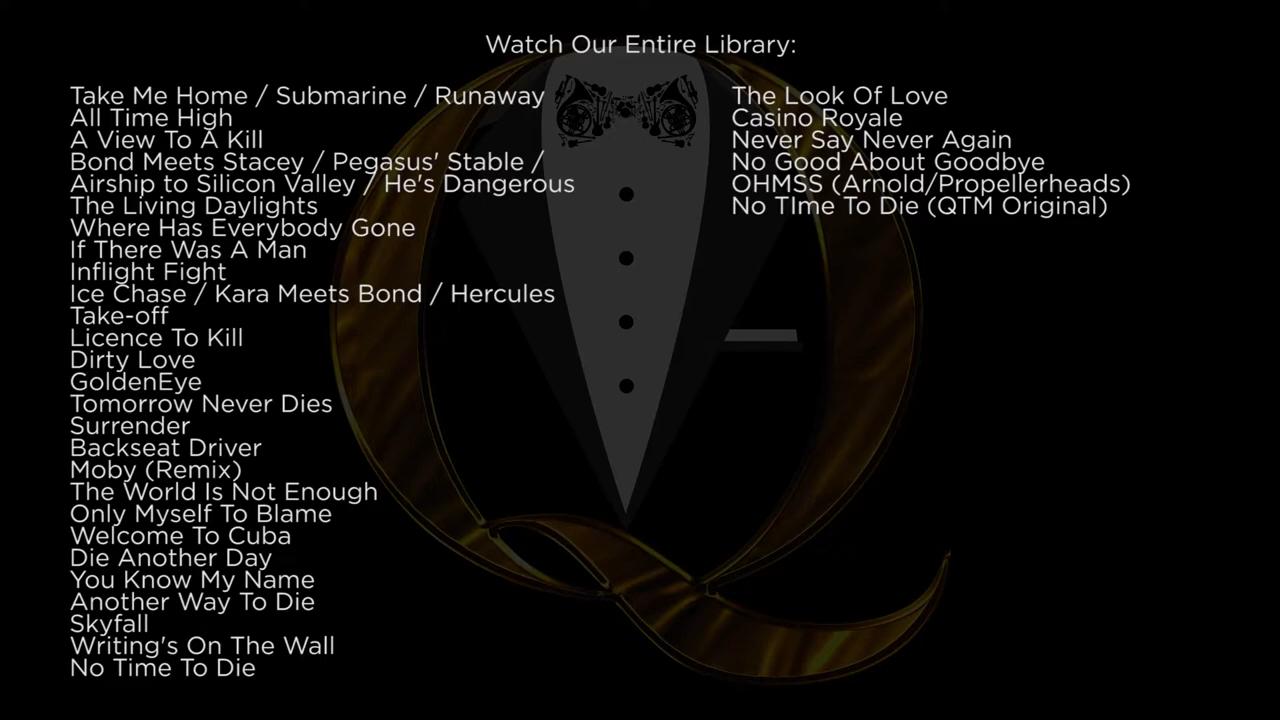 Watch Our Entire Library:
Take Me Home / Submarine / Runaway
All Time High
A View To A Kill
Bond Meets Stacey / Pegasus' Stable /
Airship to Silicon Valley / He's Dangerous
The Living Daylights
Where Has Everybody Gone
If There Was A Man
Inflight Fight
Ice Chase / Kara Meets Bond / Hercules
Take-off
Licence To Kill
Dirty Love
GoldenEye
Tomorrow Never Dies
Surrender
Backseat Driver
Moby (Remix)
The World Is Not Enough
Only Myself To Blame
Welcome To Cuba
Die Another Day
You Know My Name
Another Way To Die
Skyfall
Writing's On The Wall
No Time To Die
The Look Of Love
Casino Royale
Never Say Never Again
No Good About Goodbye
OHMSS (Arnold/Propellerheads)
No TIme To Die (QTM Original)